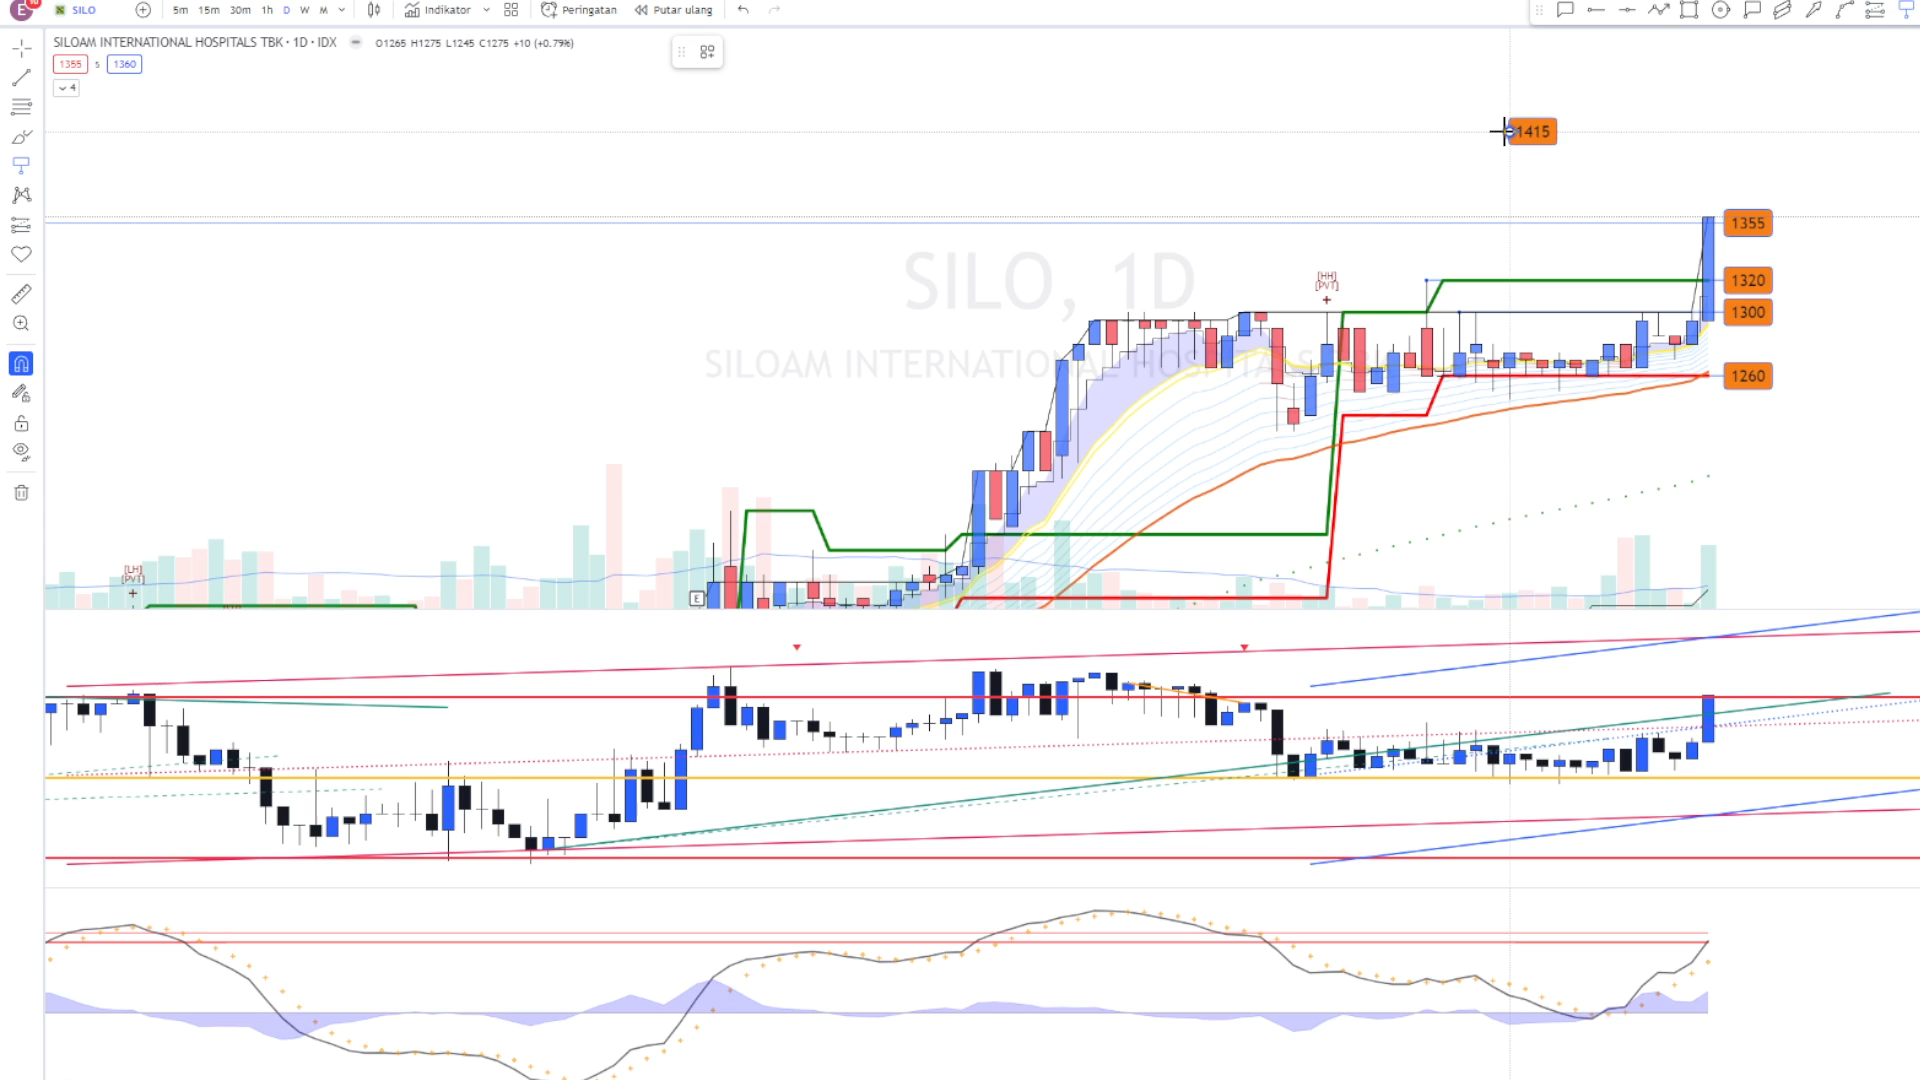 E
10
SILO
5m 15m 30m 1h D W M
Indikator
Peringatan
Putar ulang
SILOAM INTERNATIONAL HOSPITALS TBK · 1D · IDX
O1265 H1275 L1245 C1275 +10 (+0.79%)
1355 5 1360
4
1415
1355
SILO, 1D
[HH]
[PVT]
1320
1300
SILOAM INTERNATIONAL HOSPITALS TBK
1260
[LH]
[PVT]
E